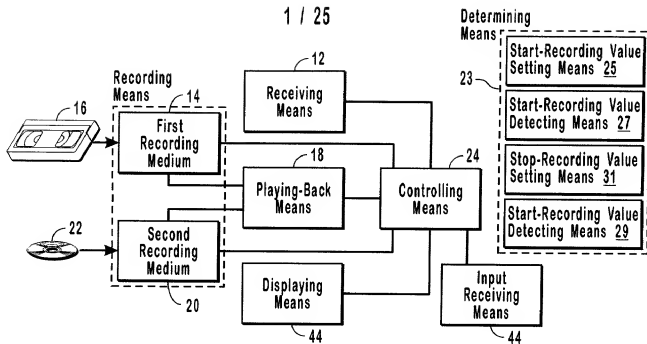 1 / 25
Determining
Means
23
Start-Recording Value
Setting Means 25
Start-Recording Value
Detecting Means 27
Stop-Recording Value
Setting Means 31
Start-Recording Value
Detecting Means 29
Recording
Means
16
14
First
Recording
Medium
12
Receiving
Means
18
Playing-Back
Means
24
Controlling
Means
22
Second
Recording
Medium
20
Displaying
Means
44
Input
Receiving
Means
44